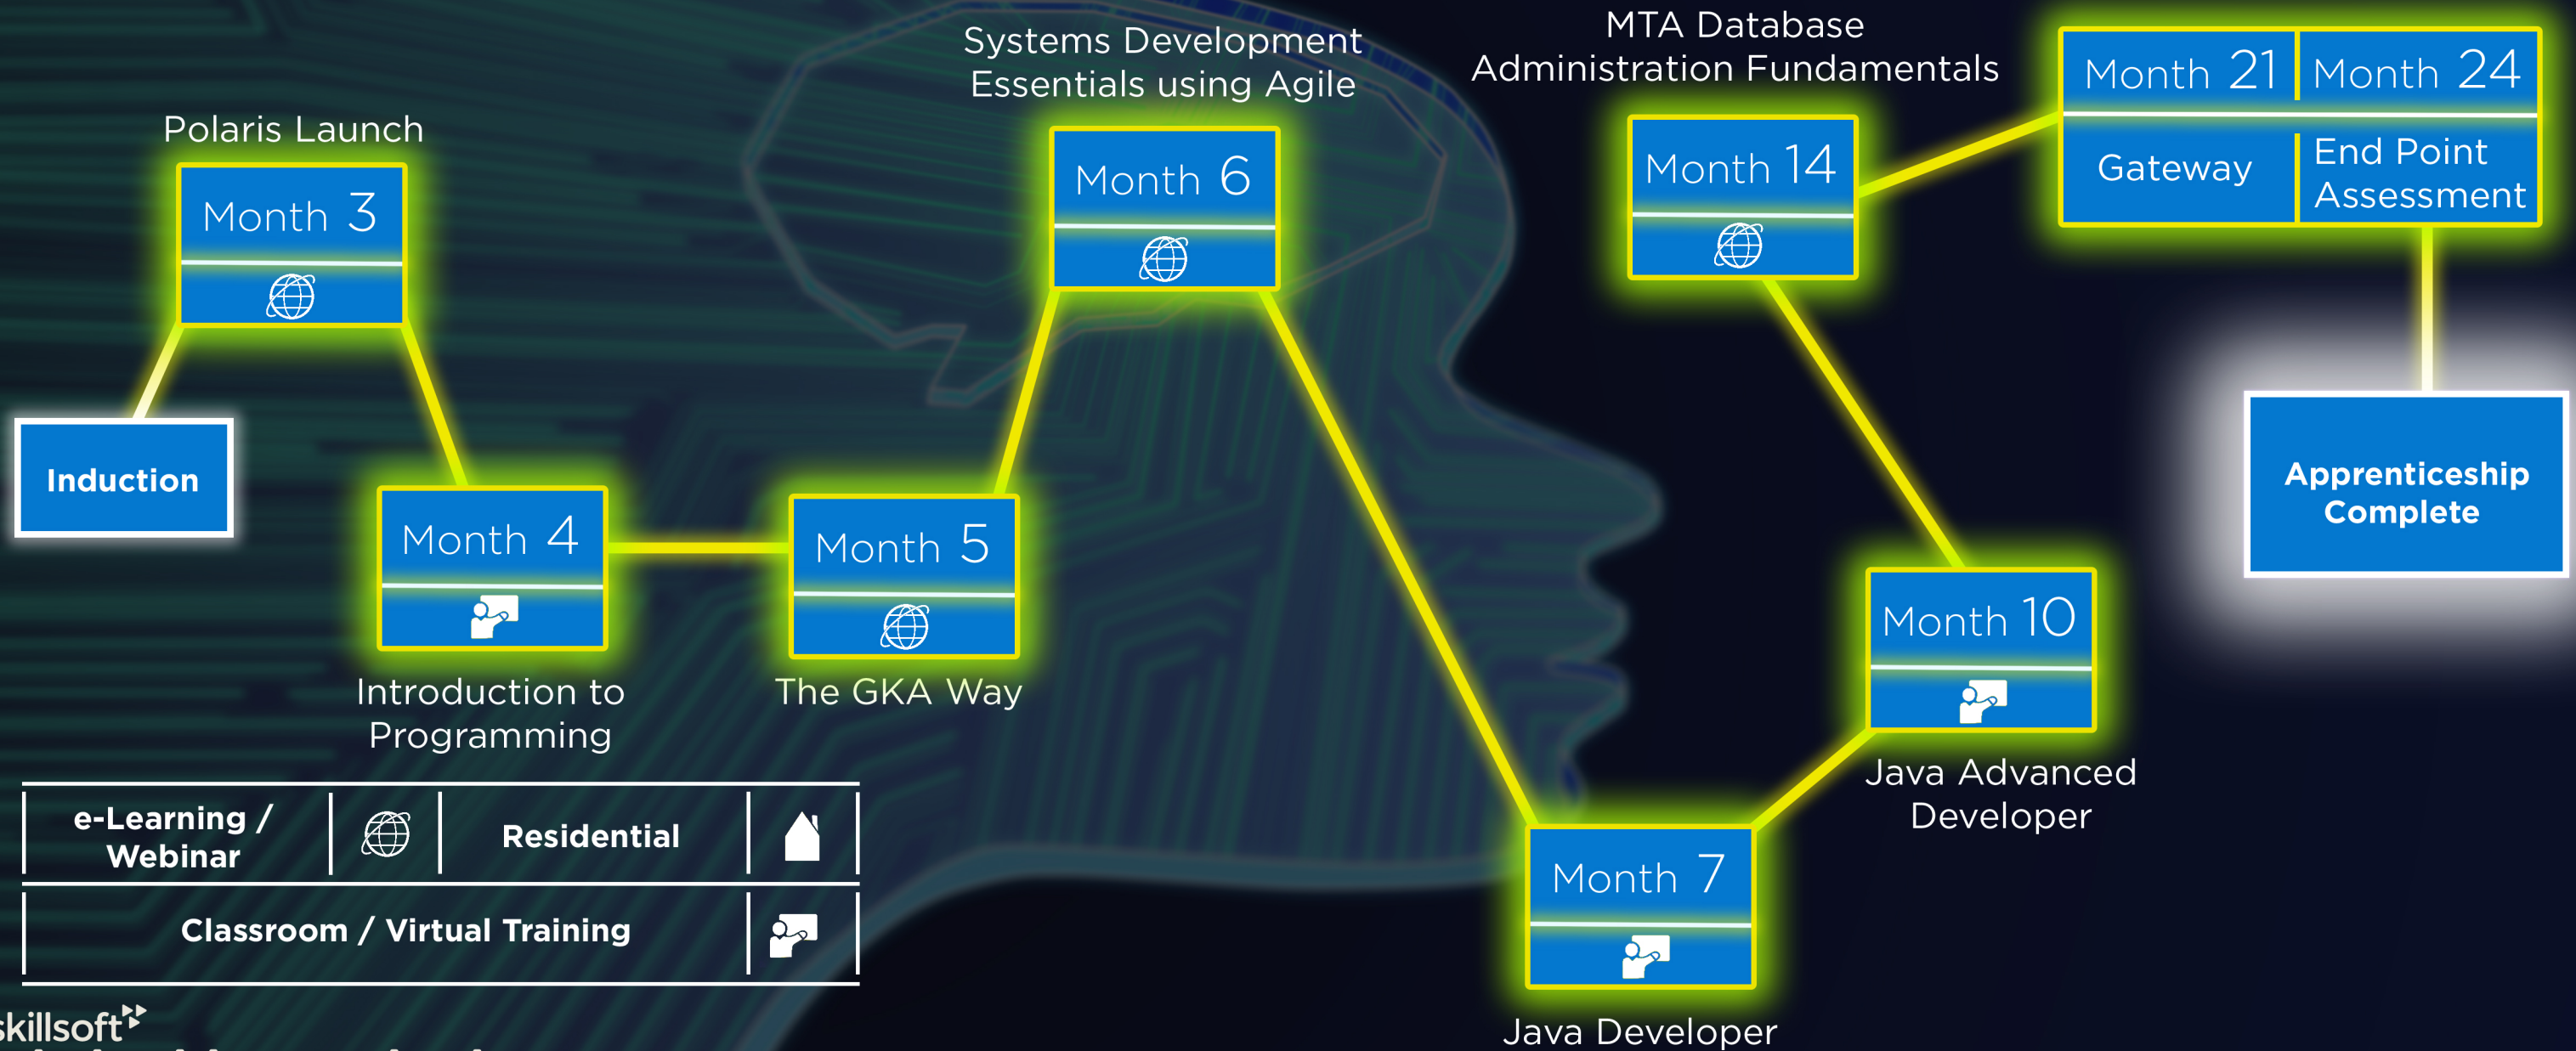 Polaris Launch
Month 3
Induction
Month 4
Introduction to
Programming
Month 5
The GKA Way
Systems Development
Essentials using Agile
Month 6
Month 7
Java Developer
Month 10
Java Advanced
Developer
MTA Database
Administration Fundamentals
Month 14
Month 21
Gateway
Month 24
End Point
Assessment
Apprenticeship
Complete
e-Learning /
Webinar
Residential
Classroom / Virtual Training
skillsoft